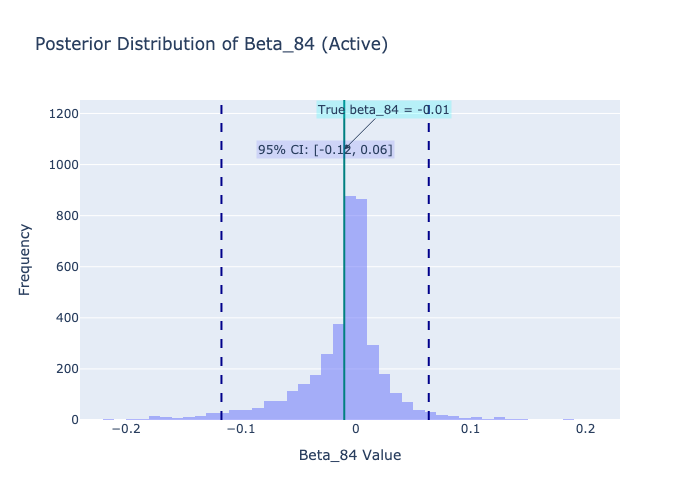 Posterior Distribution of Beta_84 (Active)
True beta_84 = -0.01
95% CI: [-0.12, 0.06]
1200
1000
800
600
400
200
0
Frequency
−0.2
−0.1
0
0.1
0.2
Beta_84 Value